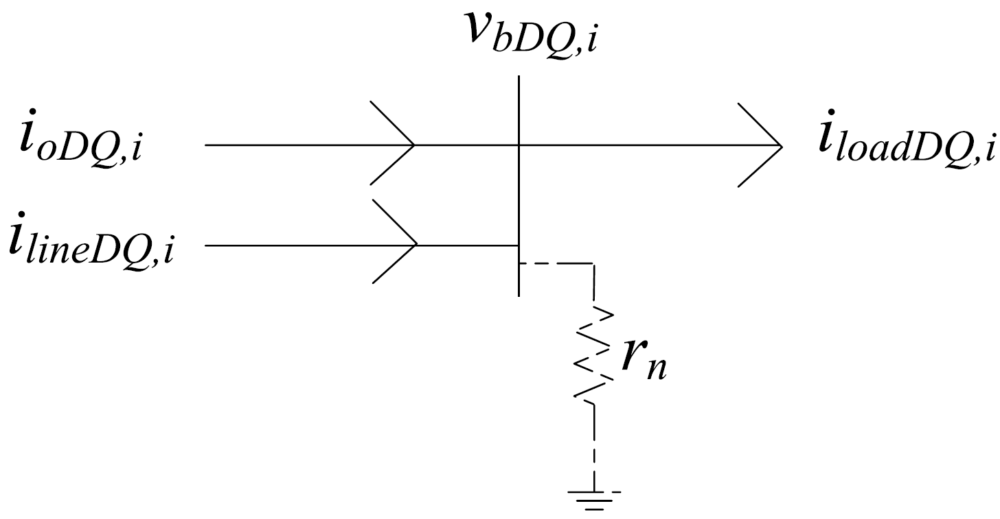 v_{bDQ,i}
i_{oDQ,i}
i_{loadDQ,i}
i_{lineDQ,i}
r_n